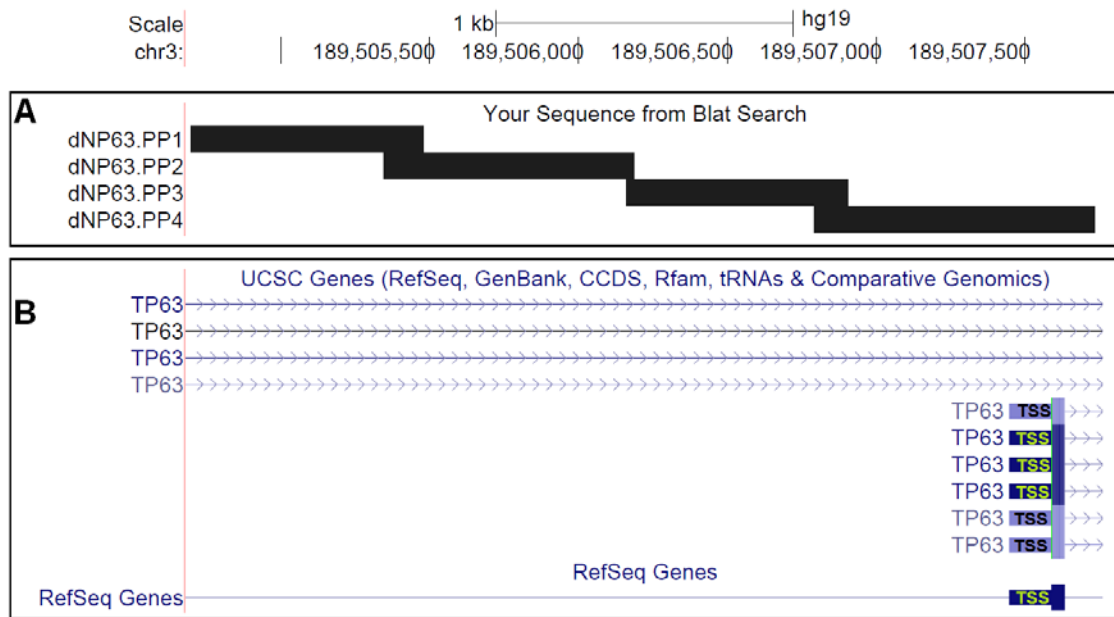 Scale 1 kb hg19
chr3: 189,505,500 189,506,000 189,506,500 189,507,000 189,507,500
A Your Sequence from Blat Search
dNP63.PP1
dNP63.PP2
dNP63.PP3
dNP63.PP4
B UCSC Genes (RefSeq, GenBank, CCDS, Rfam, tRNAs & Comparative Genomics)
TP63
TP63
TP63
TP63
TP63 TSS
TP63 TSS
TP63 TSS
TP63 TSS
TP63 TSS
TP63 TSS
RefSeq Genes
RefSeq Genes TSS